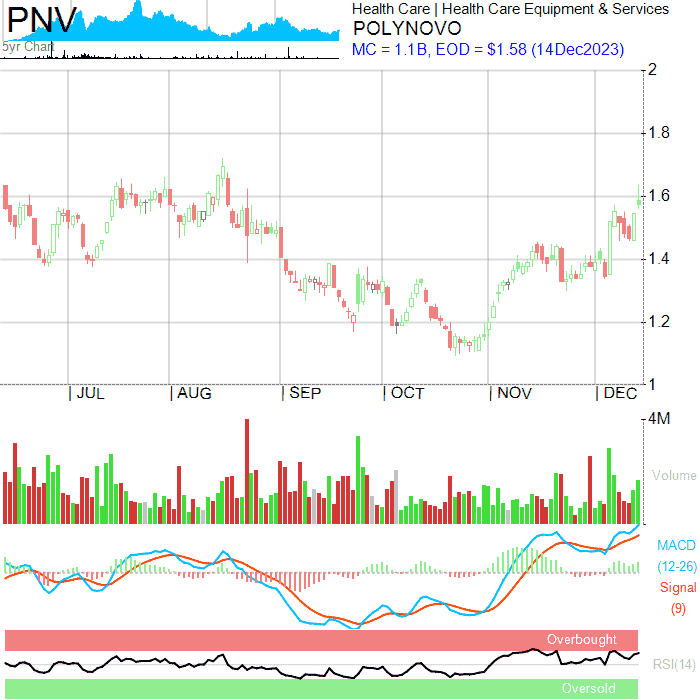 PNV
5yr Chart
Health Care | Health Care Equipment & Services
POLYNOVO
MC = 1.1B, EOD = $1.58 (14Dec2023)
2
1.8
1.6
1.4
1.2
1
JUL AUG SEP OCT NOV DEC
4M
Volume
MACD
(12-26)
Signal
(9)
Overbought
RSI(14)
Oversold